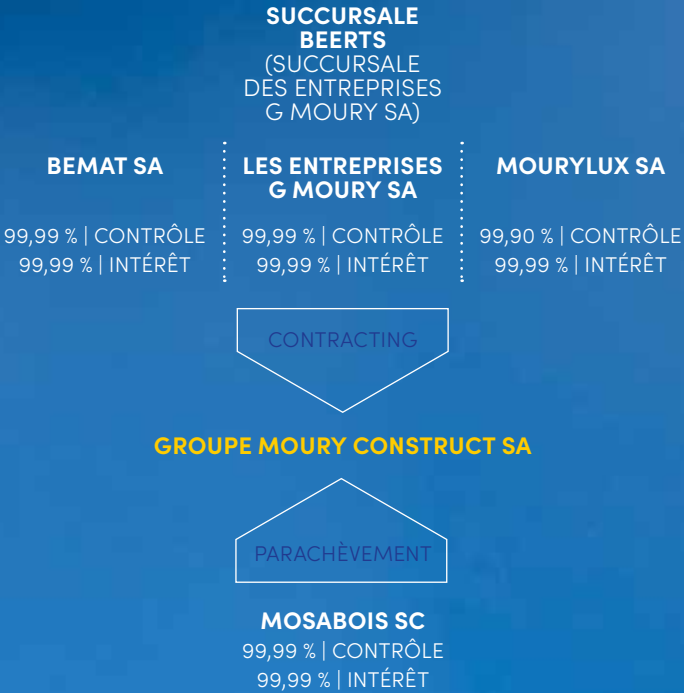 SUCCURSALE
BEERTS
(SUCCURSALE
DES ENTREPRISES
G MOURY SA)
BEMAT SA
99,99 % | CONTRÔLE
99,99 % | INTÉRÊT
LES ENTREPRISES
G MOURY SA
99,99 % | CONTRÔLE
99,99 % | INTÉRÊT
MOURYLUX SA
99,90 % | CONTRÔLE
99,99 % | INTÉRÊT
CONTRACTING
GROUPE MOURY CONSTRUCT SA
PARACHÈVEMENT
MOSABOIS SC
99,99 % | CONTRÔLE
99,99 % | INTÉRÊT